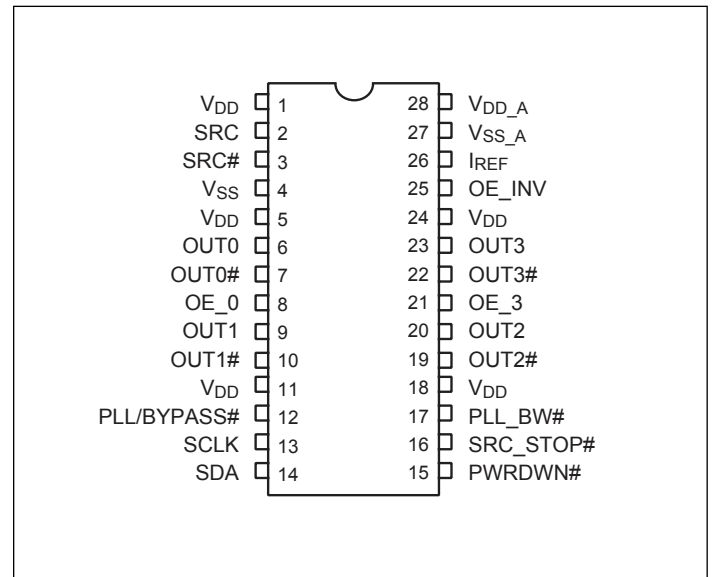 VDD 1 28 VDD_A
SRC 2 27 VSS_A
SRC# 3 26 IREF
VSS 4 25 OE_INV
VDD 5 24 VDD
OUT0 6 23 OUT3
OUT0# 7 22 OUT3#
OE_0 8 21 OE_3
OUT1 9 20 OUT2
OUT1# 10 19 OUT2#
VDD 11 18 VDD
PLL/BYPASS# 12 17 PLL_BW#
SCLK 13 16 SRC_STOP#
SDA 14 15 PWRDWN#